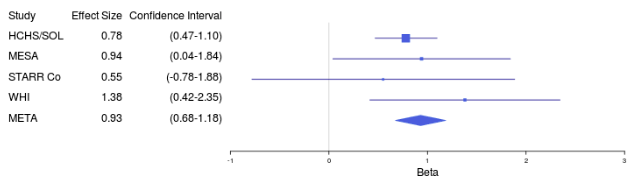 Study Effect Size Confidence Interval
HCHS/SOL 0.78 (0.47-1.10)
MESA 0.94 (0.04-1.84)
STARR Co 0.55 (-0.78-1.88)
WHI 1.38 (0.42-2.35)
META 0.93 (0.68-1.18)
-1 0 1 2 3
Beta